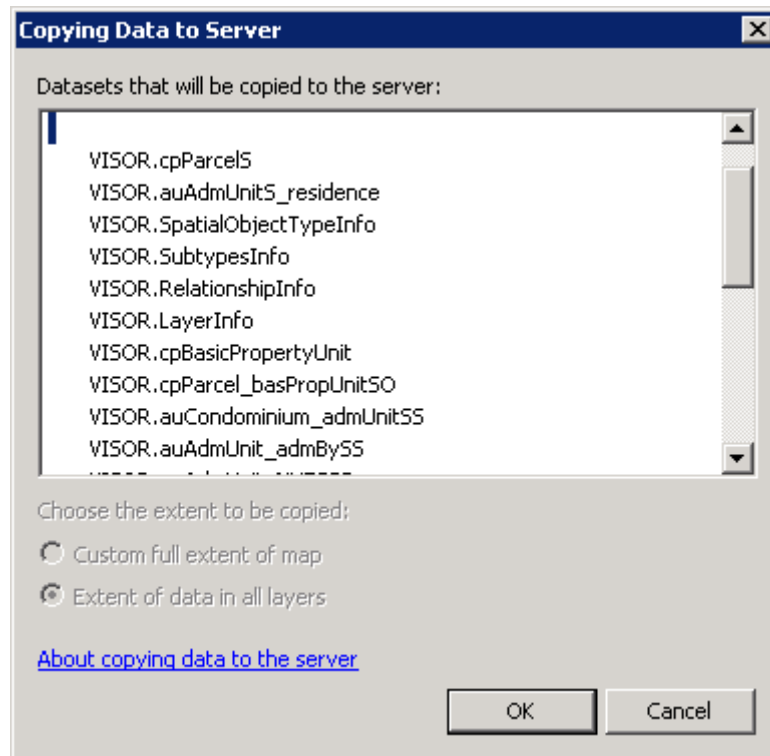 Copying Data to Server
Datasets that will be copied to the server:
VISOR.cpParcelS
VISOR.auAdmUnitS_residence
VISOR.SpatialObjectTypeInfo
VISOR.SubtypesInfo
VISOR.RelationshipInfo
VISOR.LayerInfo
VISOR.cpBasicPropertyUnit
VISOR.cpParcel_basPropUnitSO
VISOR.auCondominium_admUnitSS
VISOR.auAdmUnit_admBySS
Choose the extent to be copied:
Custom full extent of map
Extent of data in all layers
About copying data to the server
OK
Cancel